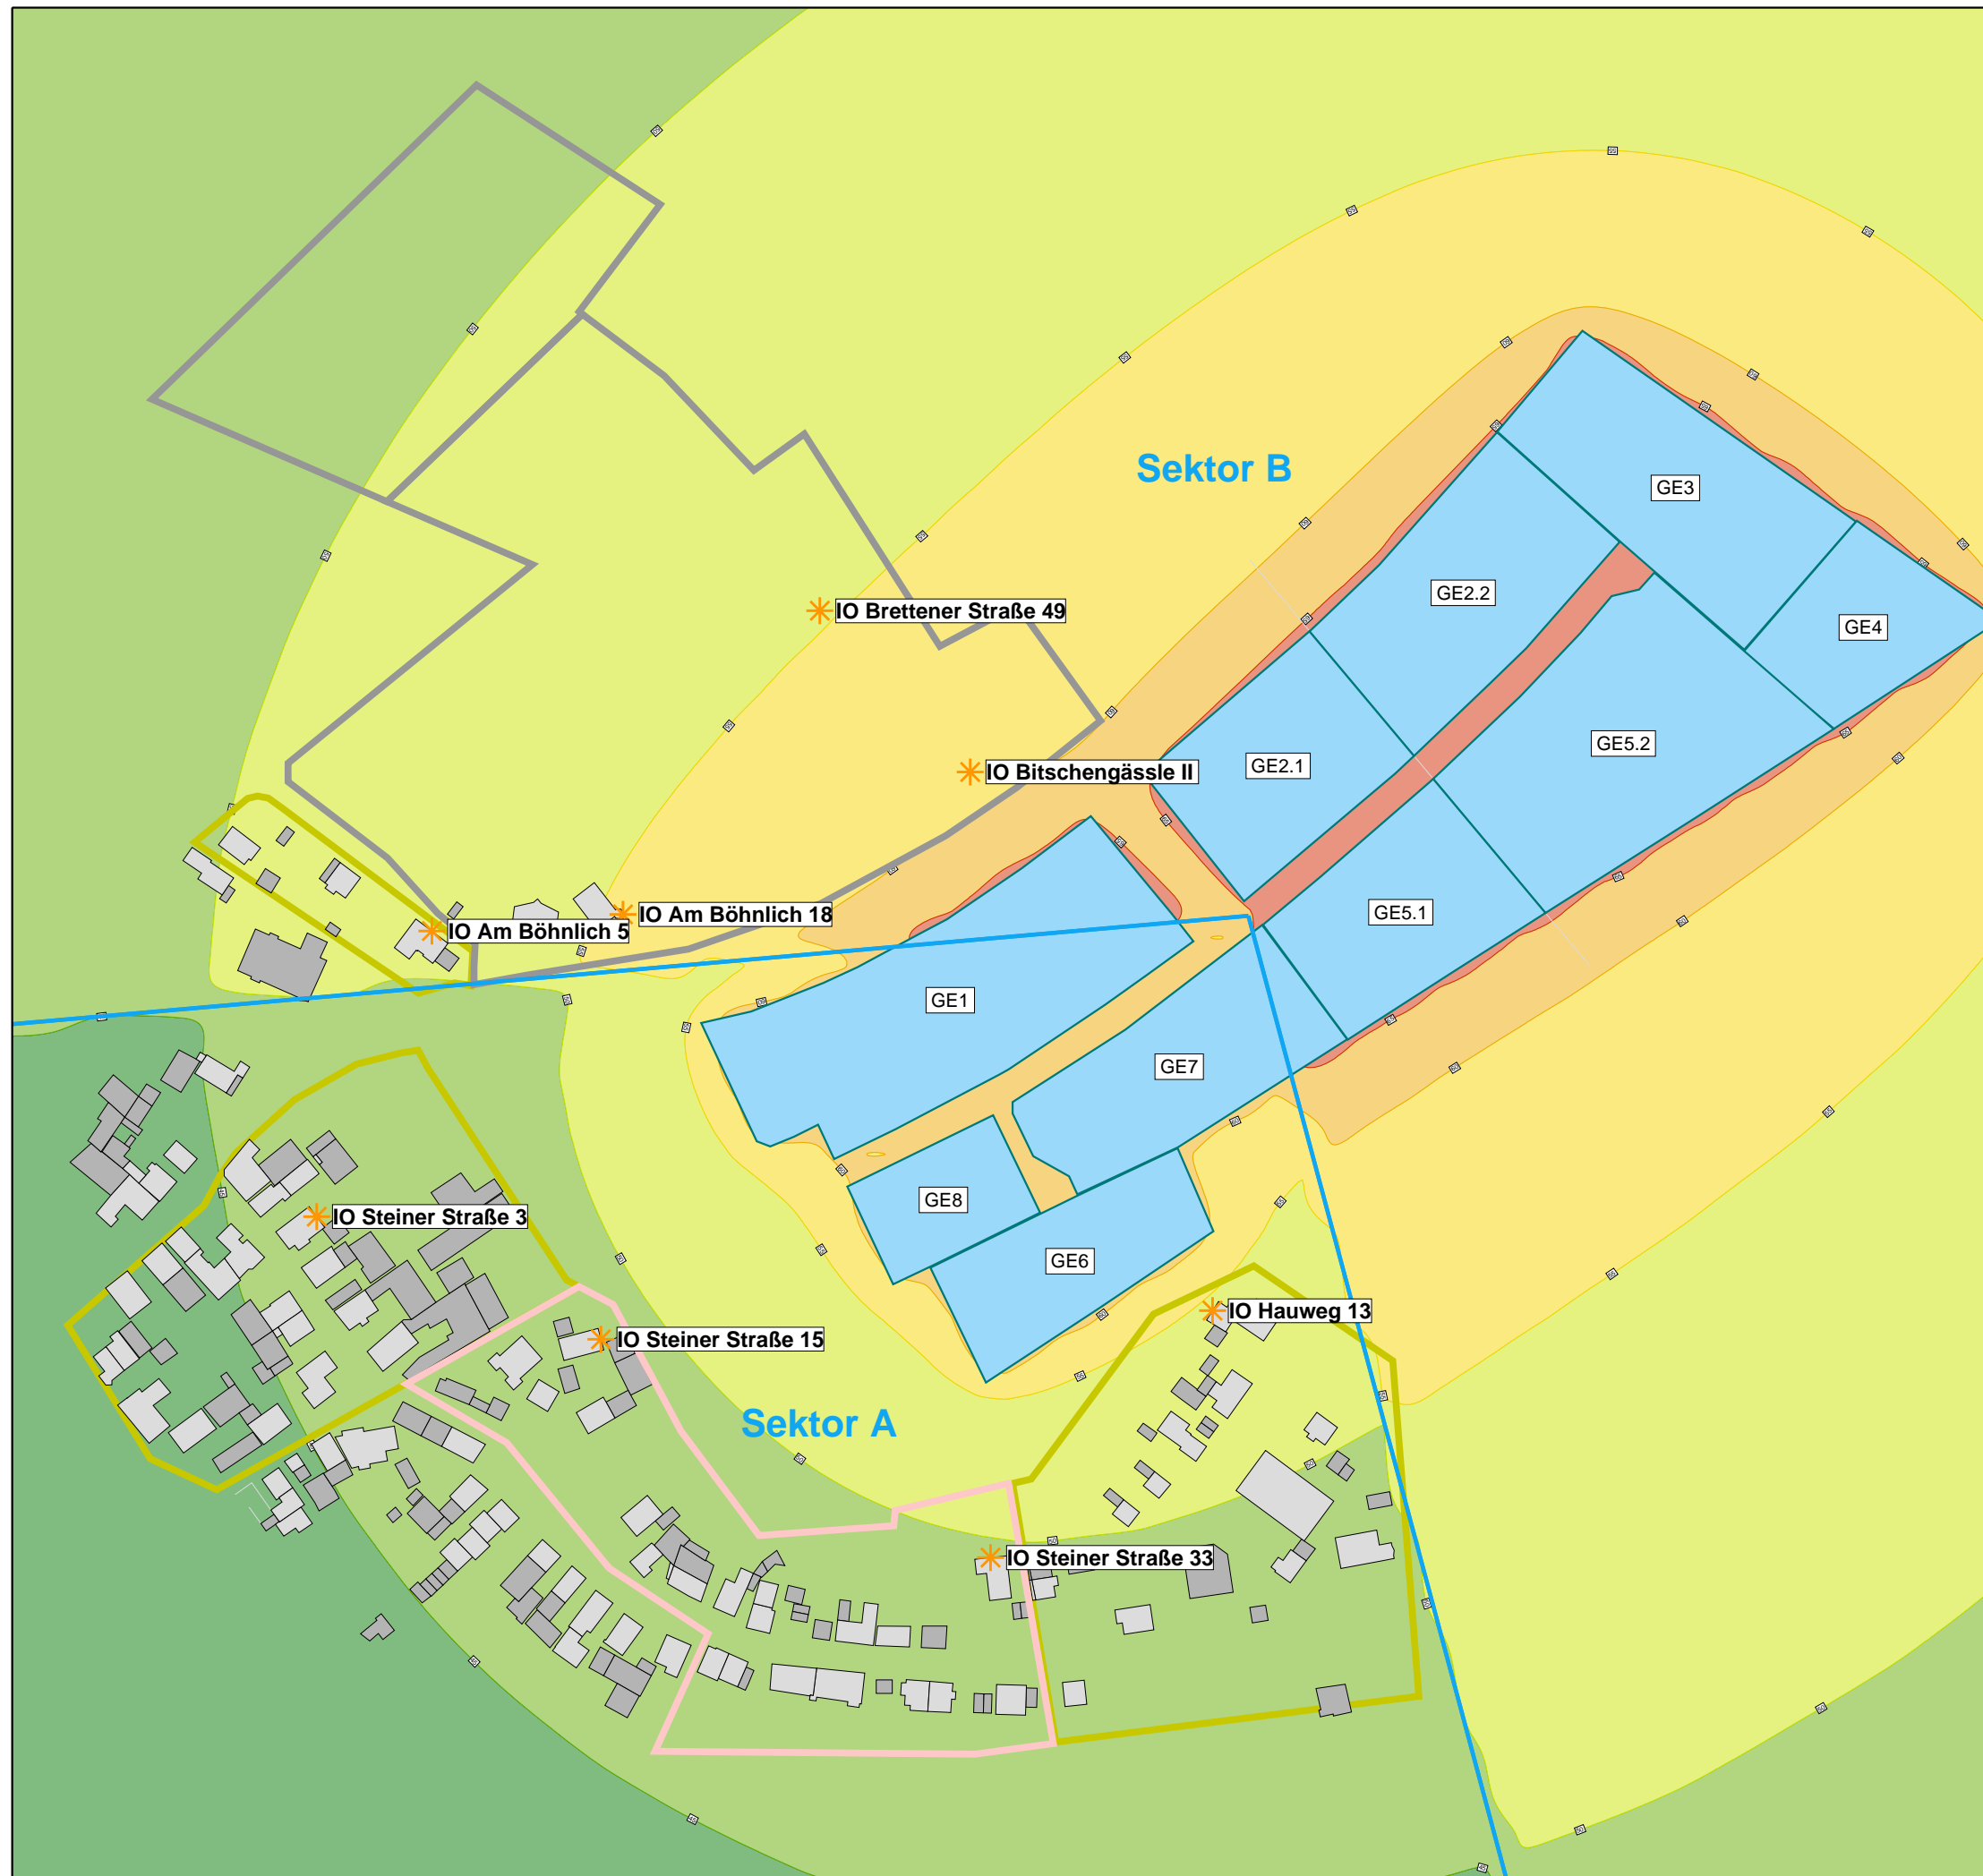 Sektor B
GE3
GE2.2
IO Brettener Straße 49
GE4
GE5.2
GE2.1
IO Bitschengässle II
GE5.1
IO Am Böhnlich 18
IO Am Böhnlich 5
GE1
GE7
GE8
IO Steiner Straße 3
GE6
IO Hauweg 13
IO Steiner Straße 15
Sektor A
IO Steiner Straße 33